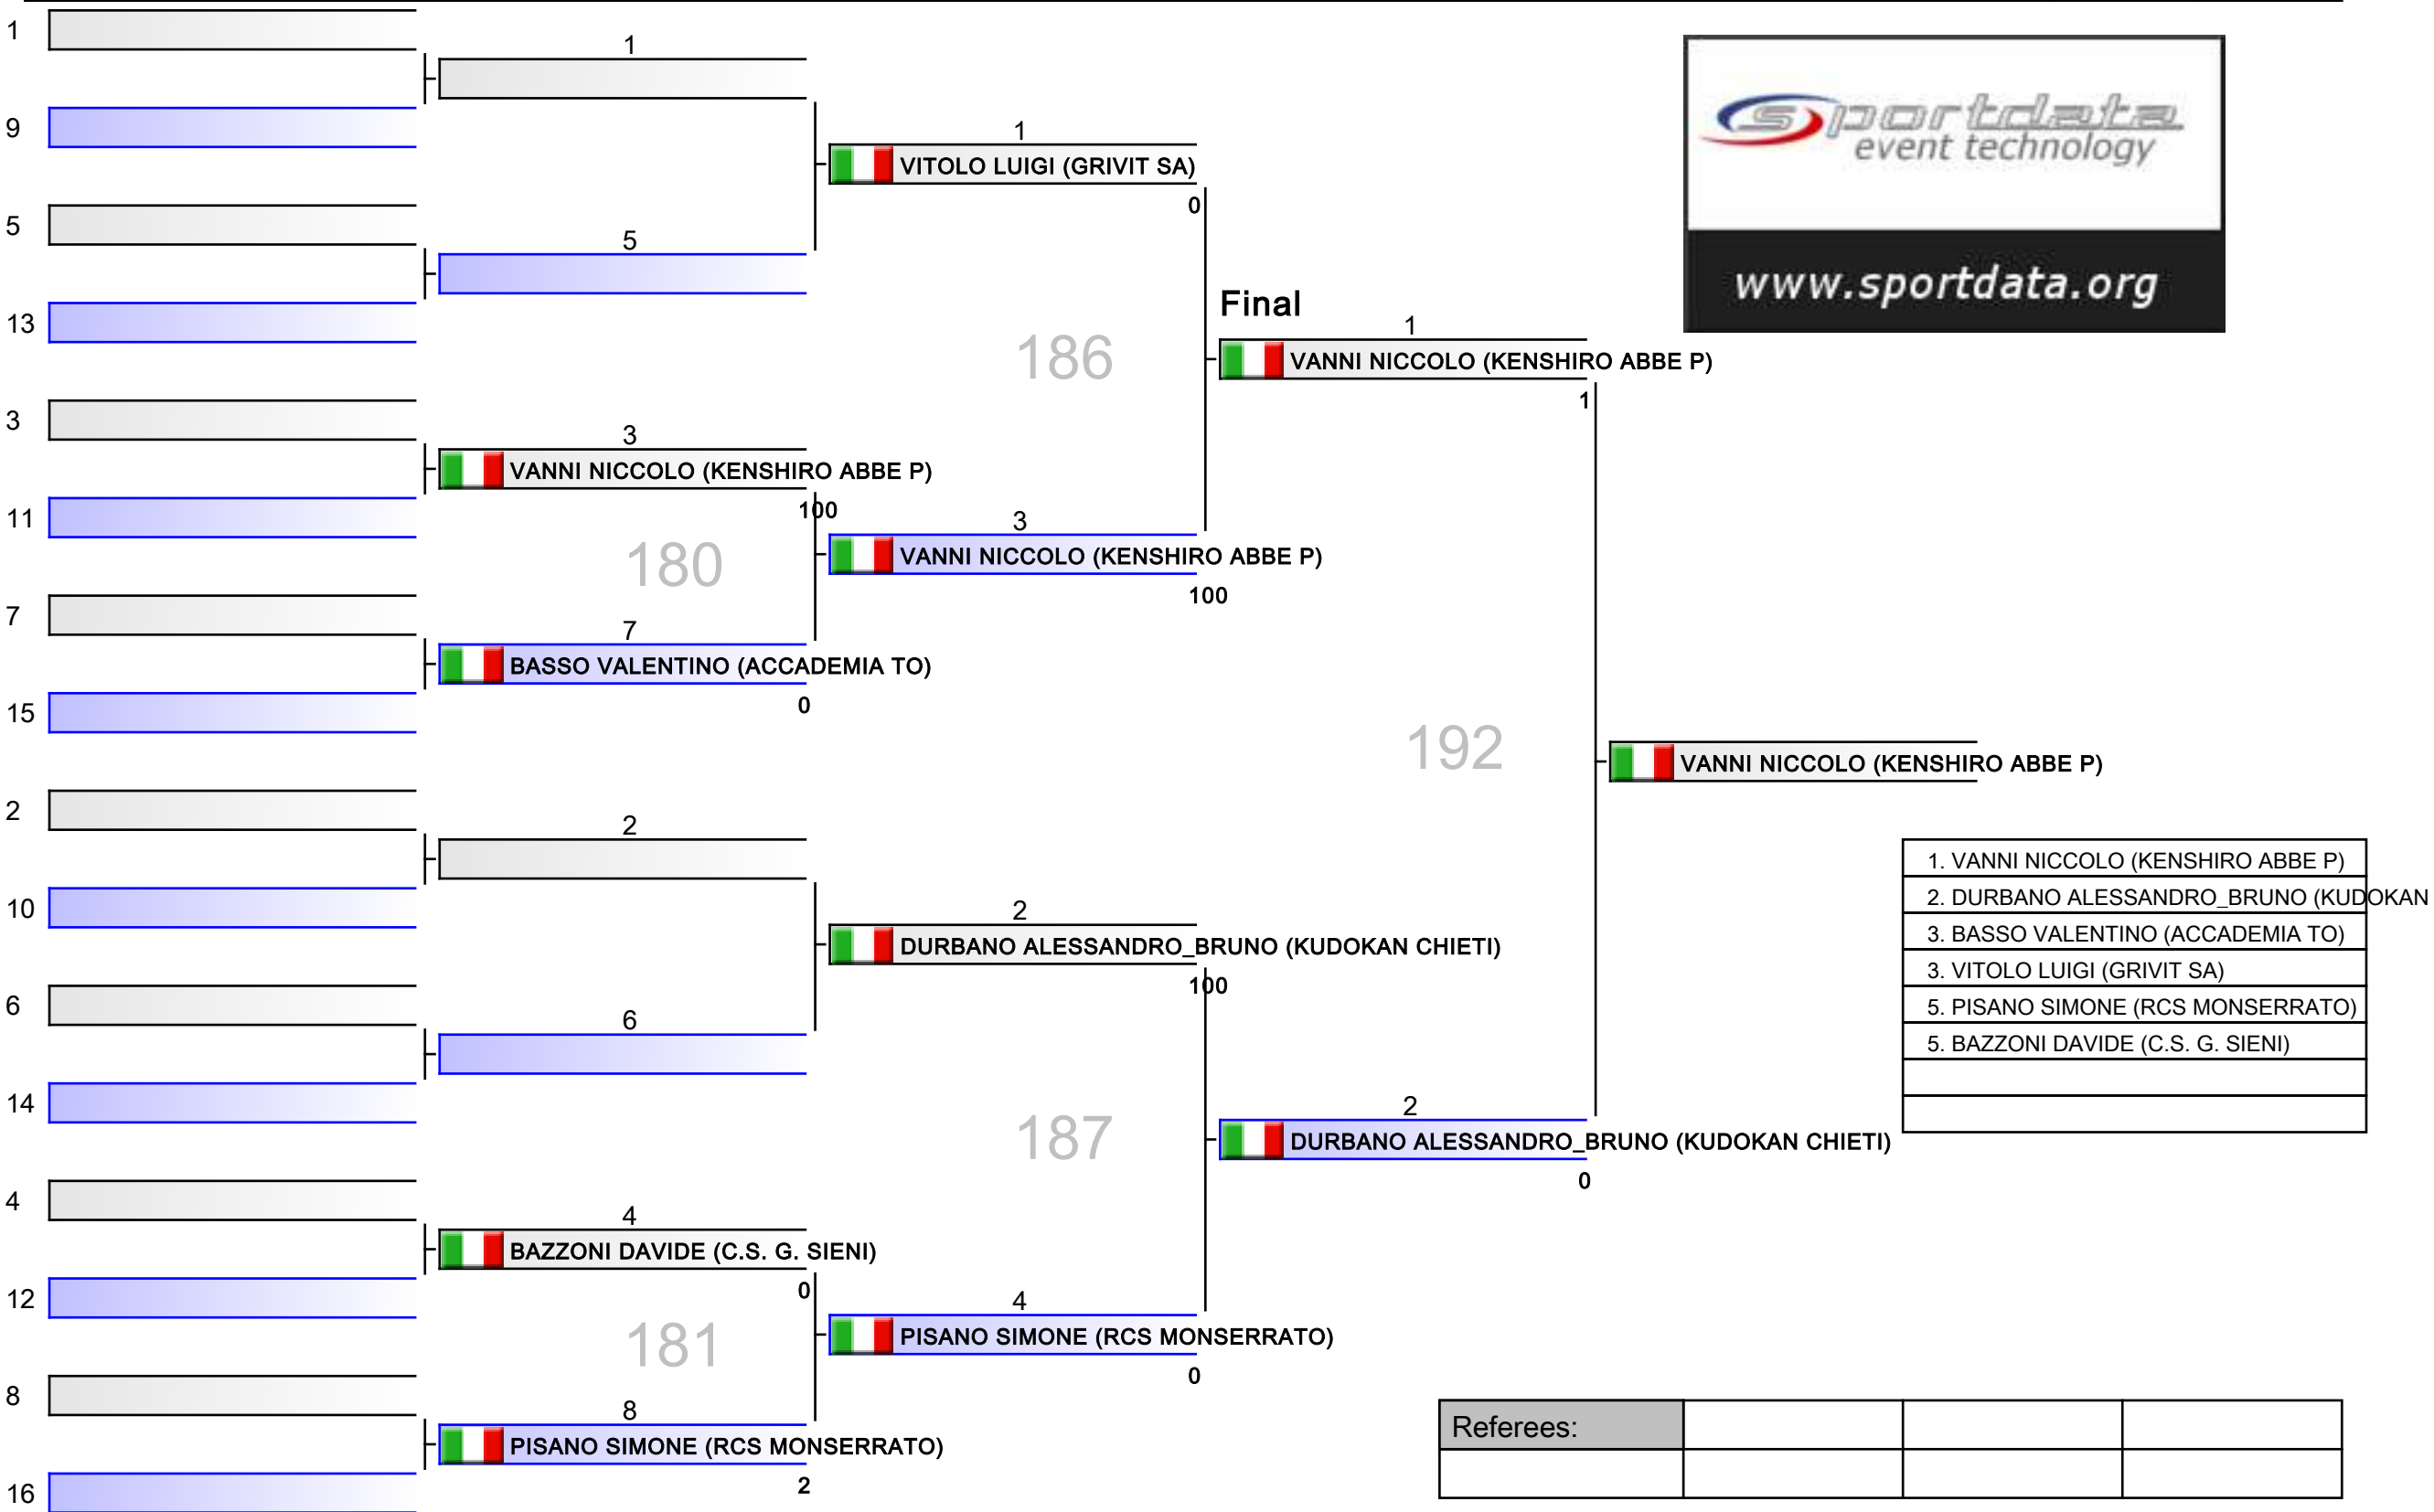 1
1
9
1
VITOLO LUIGI (GRIVIT SA)
0
5
5
13
3
11
3
VANNI NICCOLO (KENSHIRO ABBE P)
100
180
7
7
BASSO VALENTINO (ACCADEMIA TO)
0
15
3
VANNI NICCOLO (KENSHIRO ABBE P)
100
186
Final
1
VANNI NICCOLO (KENSHIRO ABBE P)
1
sportdata
event technology
www.sportdata.org
192
VANNI NICCOLO (KENSHIRO ABBE P)
2
2
10
2
DURBANO ALESSANDRO_BRUNO (KUDOKAN CHIETI)
100
6
6
14
187
2
DURBANO ALESSANDRO_BRUNO (KUDOKAN CHIETI)
0
4
4
BAZZONI DAVIDE (C.S. G. SIENI)
0
12
181
4
PISANO SIMONE (RCS MONSERRATO)
0
8
8
PISANO SIMONE (RCS MONSERRATO)
2
16
1. VANNI NICCOLO (KENSHIRO ABBE P)
2. DURBANO ALESSANDRO_BRUNO (KUDOKAN
3. BASSO VALENTINO (ACCADEMIA TO)
3. VITOLO LUIGI (GRIVIT SA)
5. PISANO SIMONE (RCS MONSERRATO)
5. BAZZONI DAVIDE (C.S. G. SIENI)
Referees: